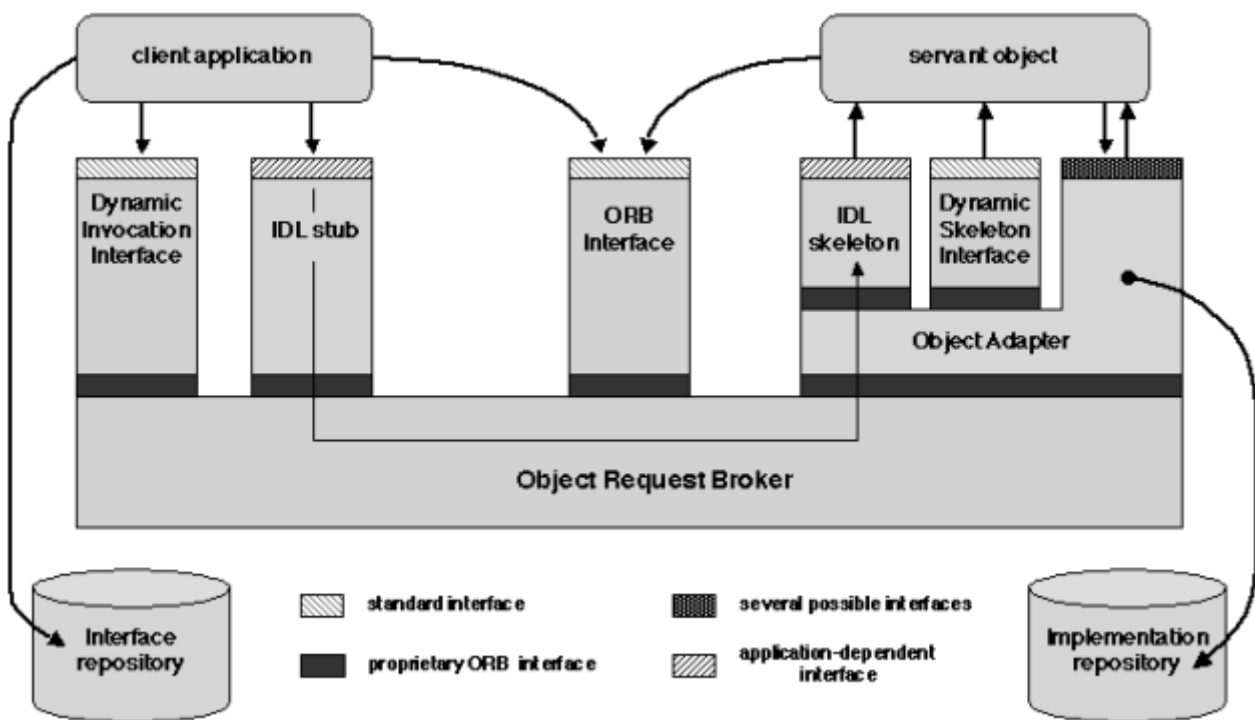 client application
servant object
Dynamic
Invocation
Interface
IDL stub
ORB
Interface
IDL
skeleton
Dynamic
Skeleton
Interface
Object Adapter
Object Request Broker
Interface
repository
standard interface
proprietary ORB interface
several possible interfaces
application-dependent
interface
Implementation
repository